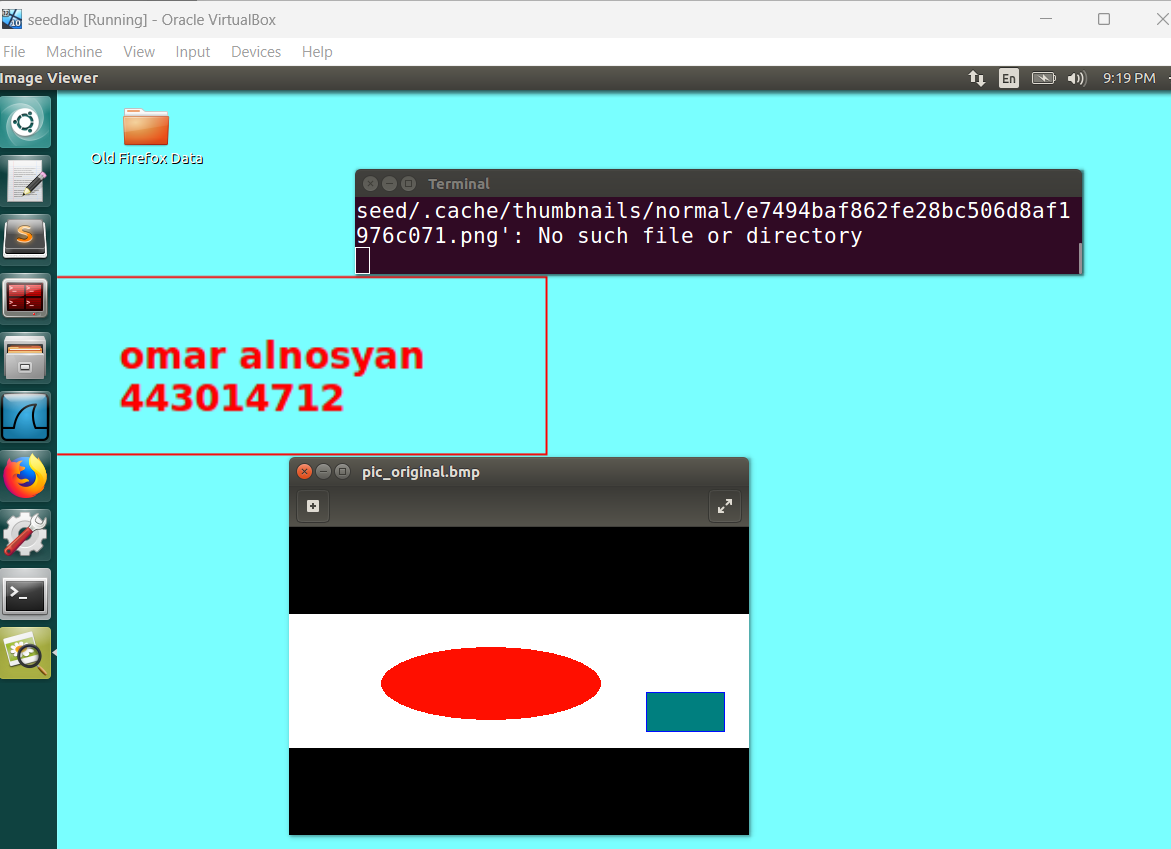 seedlab [Running] - Oracle VirtualBox
File Machine View Input Devices Help
Image Viewer
En
9:19 PM
Old Firefox Data
Terminal
seed/.cache/thumbnails/normal/e7494baf862fe28bc506d8af1
976c071.png': No such file or directory
omar alnosyan
443014712
pic_original.bmp